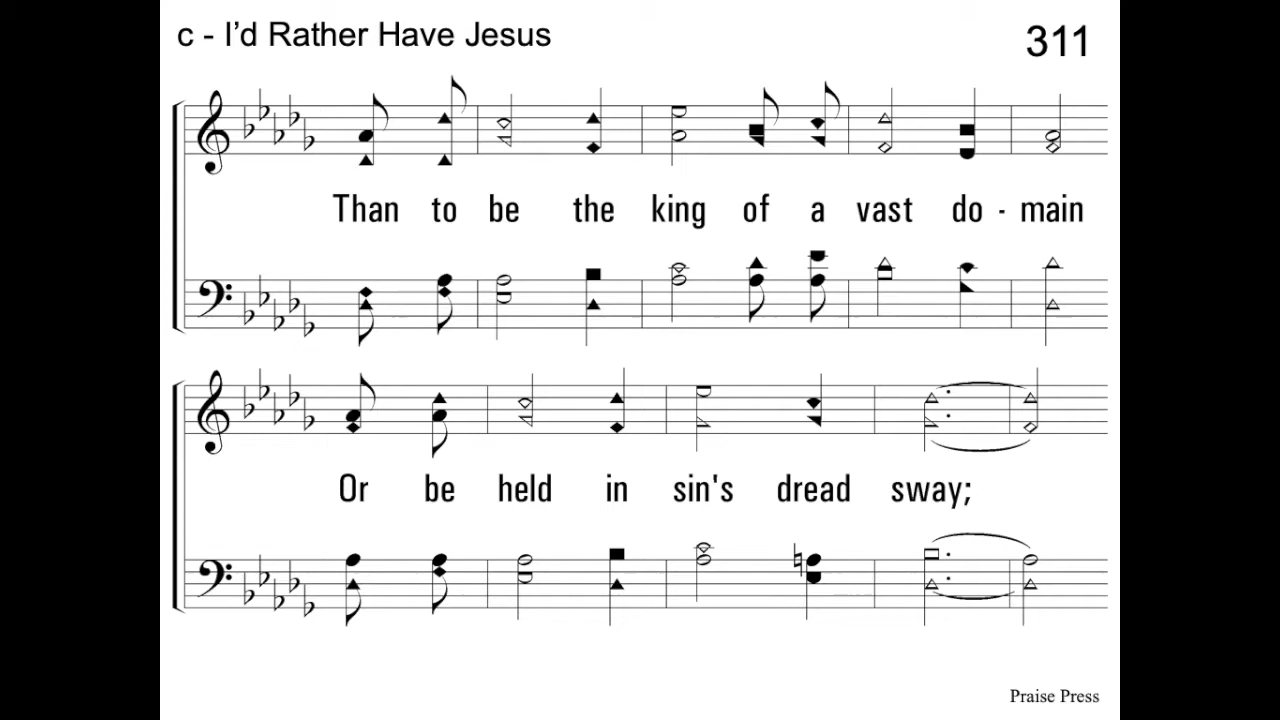 c - I’d Rather Have Jesus
311
Than to be the king of a vast do - main
Or be held in sin's dread sway;
Praise Press